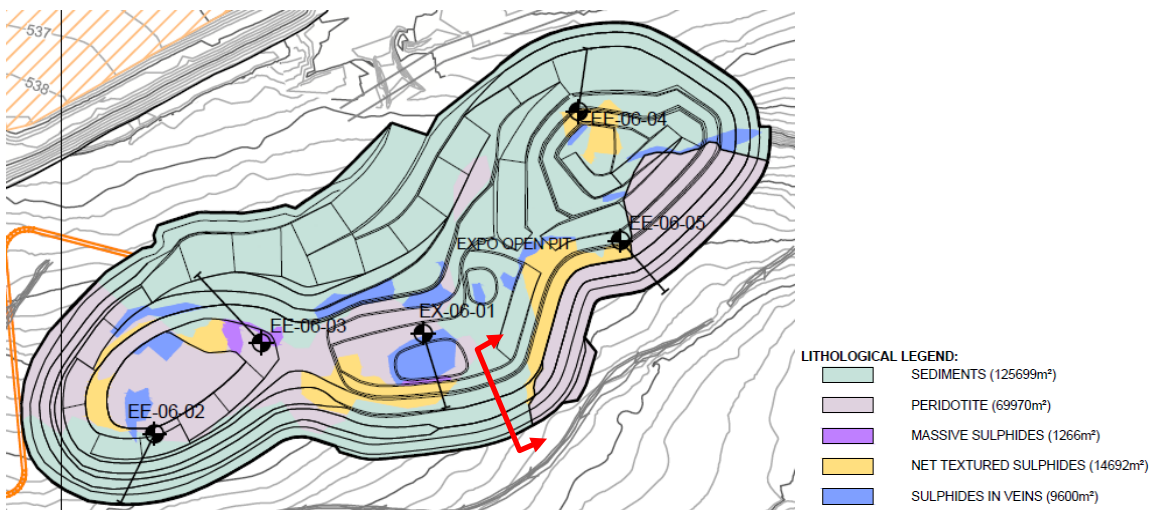 537
538
EE-06-04
EE-06-05
EXPO OPEN PIT
EX-06-01
EE-06-03
EE-06-02
LITHOLOGICAL LEGEND:
SEDIMENTS (125699m²)
PERIDOTITE (69970m²)
MASSIVE SULPHIDES (1266m²)
NET TEXTURED SULPHIDES (14692m²)
SULPHIDES IN VEINS (9600m²)